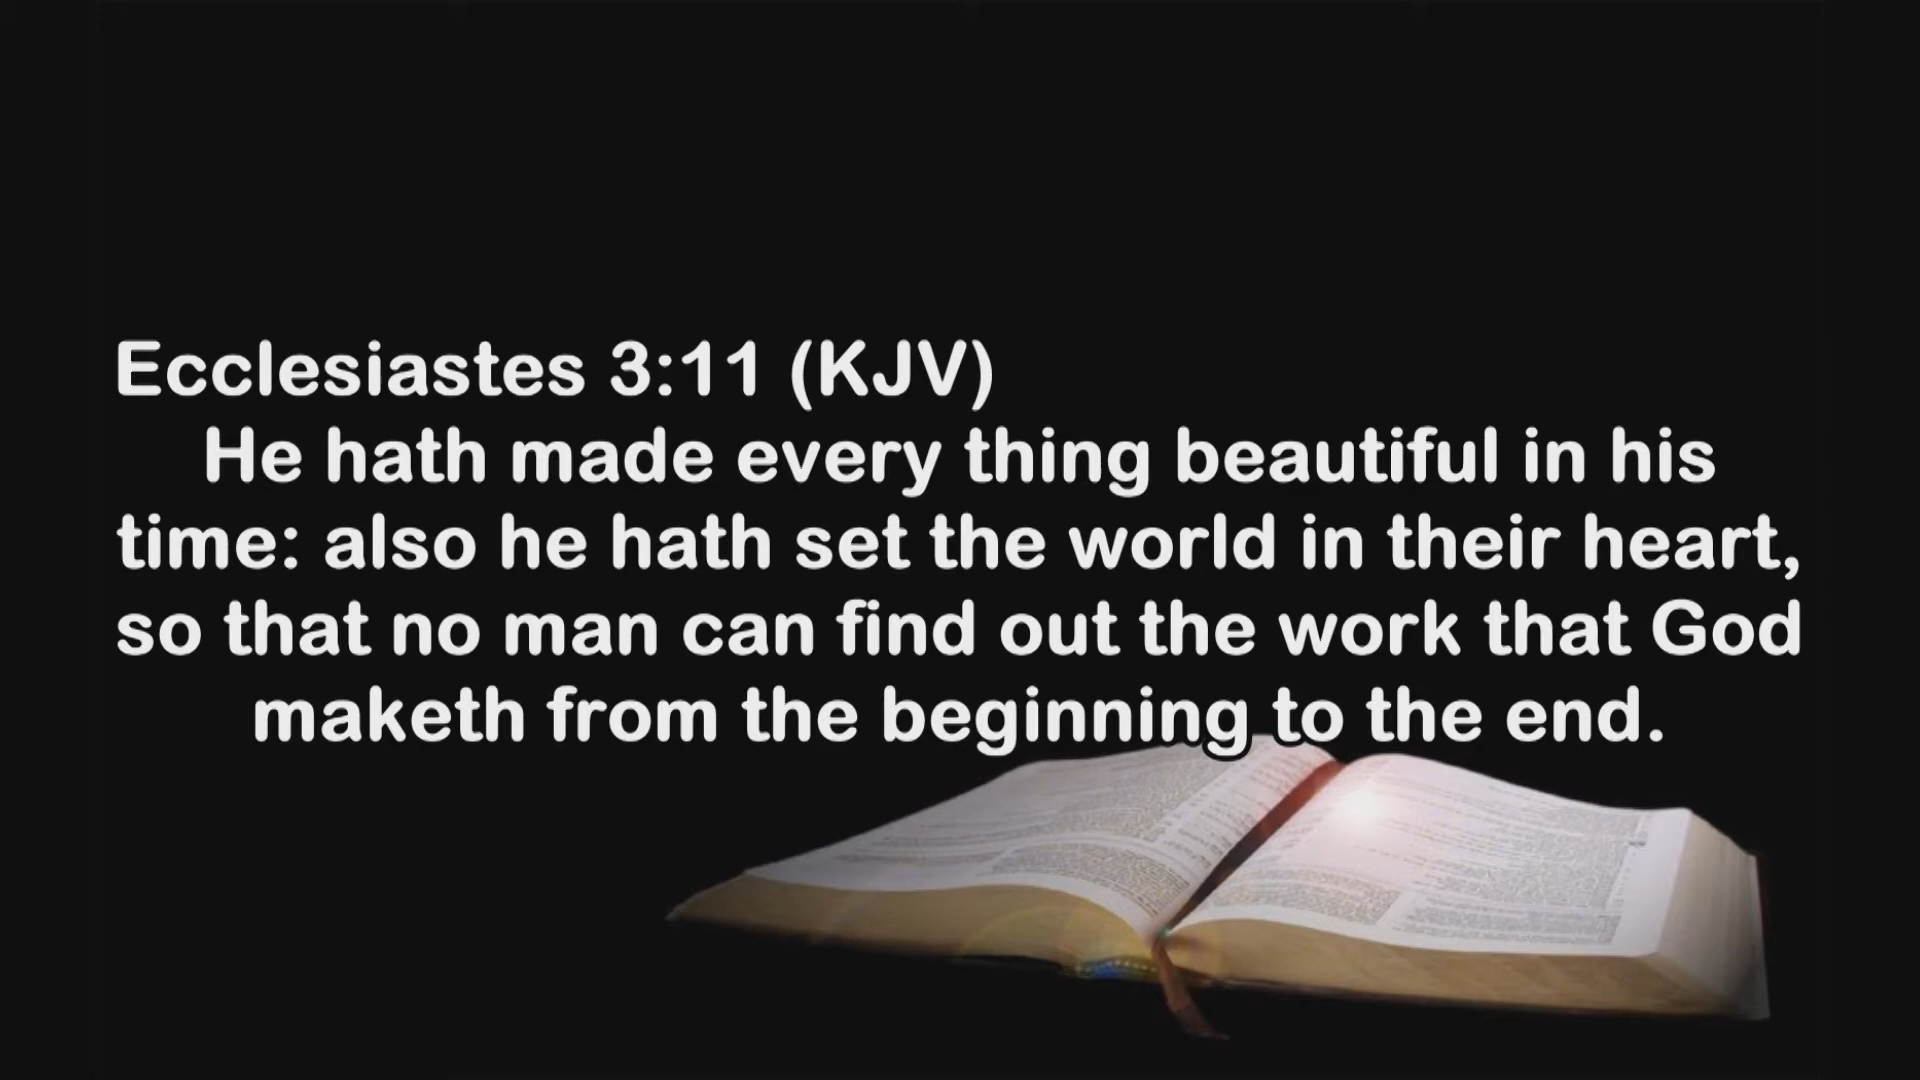 Ecclesiastes 3:11 (KJV)
He hath made every thing beautiful in his
time: also he hath set the world in their heart,
so that no man can find out the work that God
maketh from the beginning to the end.